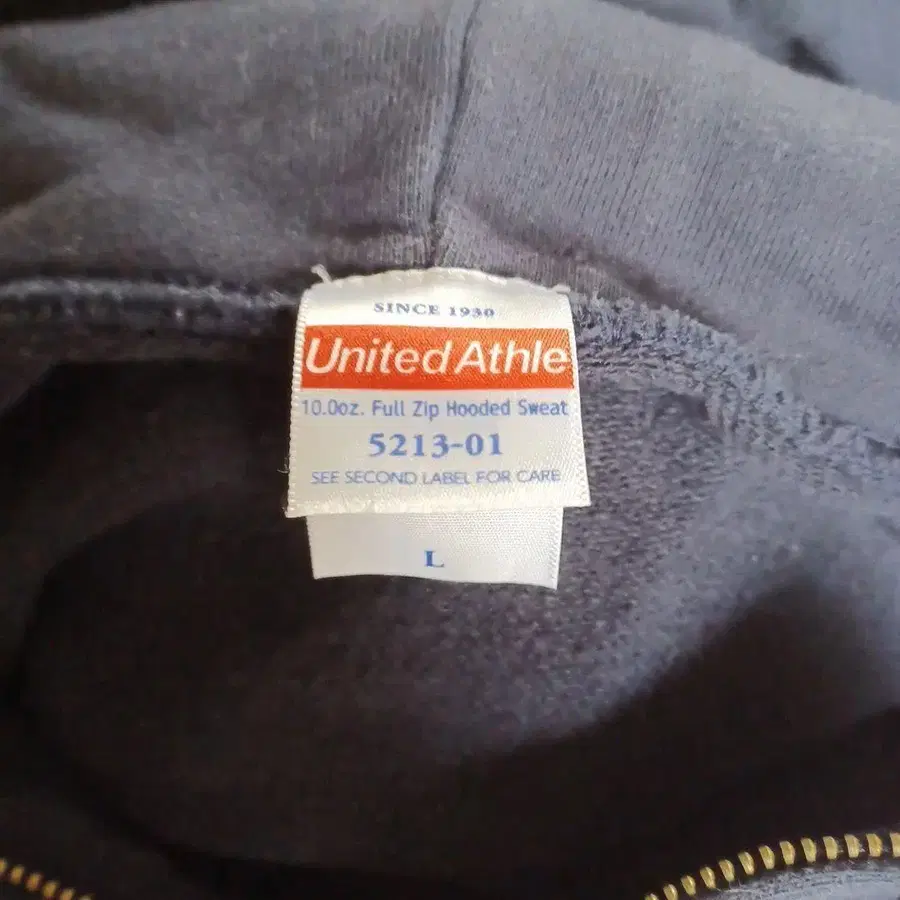 SINCE 1930
United Athle
10.0oz. Full Zip Hooded Sweat
5213-01
SEE SECOND LABEL FOR CARE
L